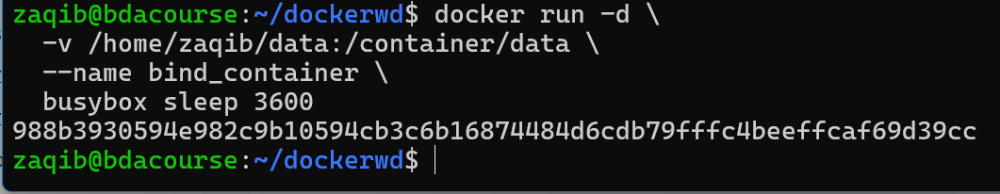 zaqib@bdacourse:~/dockerwd$ docker run -d \
  -v /home/zaqib/data:/container/data \
  --name bind_container \
  busybox sleep 3600
988b3930594e982c9b10594cb3c6b16874484d6cdb79fffc4beeffcaf69d39cc
zaqib@bdacourse:~/dockerwd$